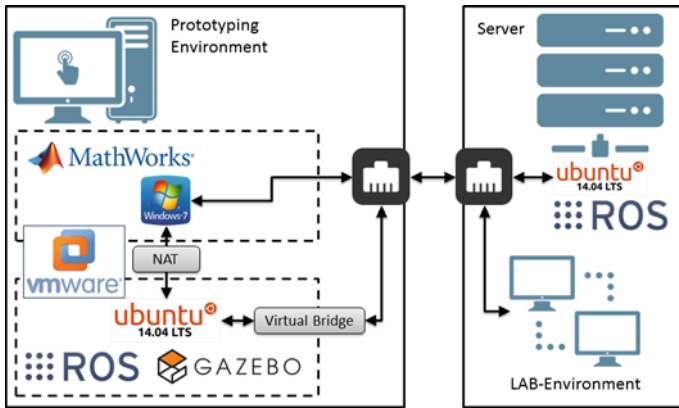 Prototyping
Environment
MathWorks®
Windows·7
NAT
vmware®
ubuntu®
14.04 LTS
Virtual Bridge
ROS
GAZEBO
Server
ubuntu®
14.04 LTS
ROS
LAB-Environment